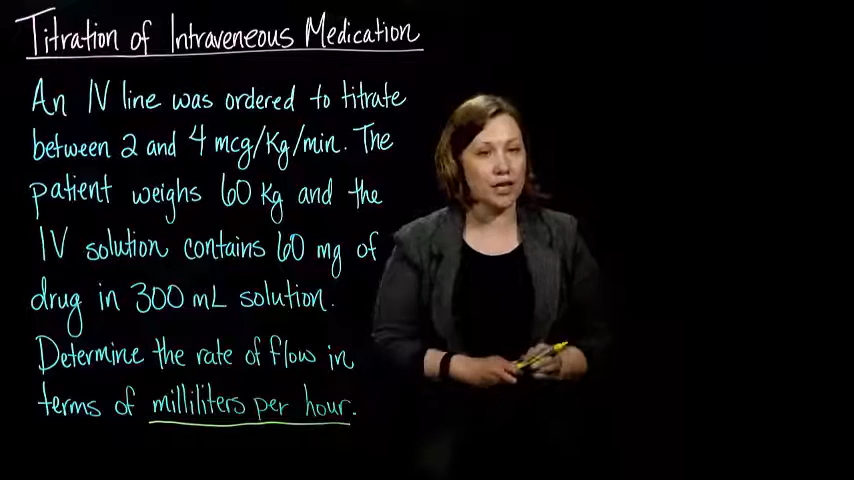 Titration of Intraveneous Medication
An IV line was ordered to titrate
between 2 and 4 mcg/Kg/min. The
patient weighs 60 Kg and the
IV solution contains 60 mg of
drug in 300 mL solution.
Determine the rate of flow in
terms of milliliters per hour.